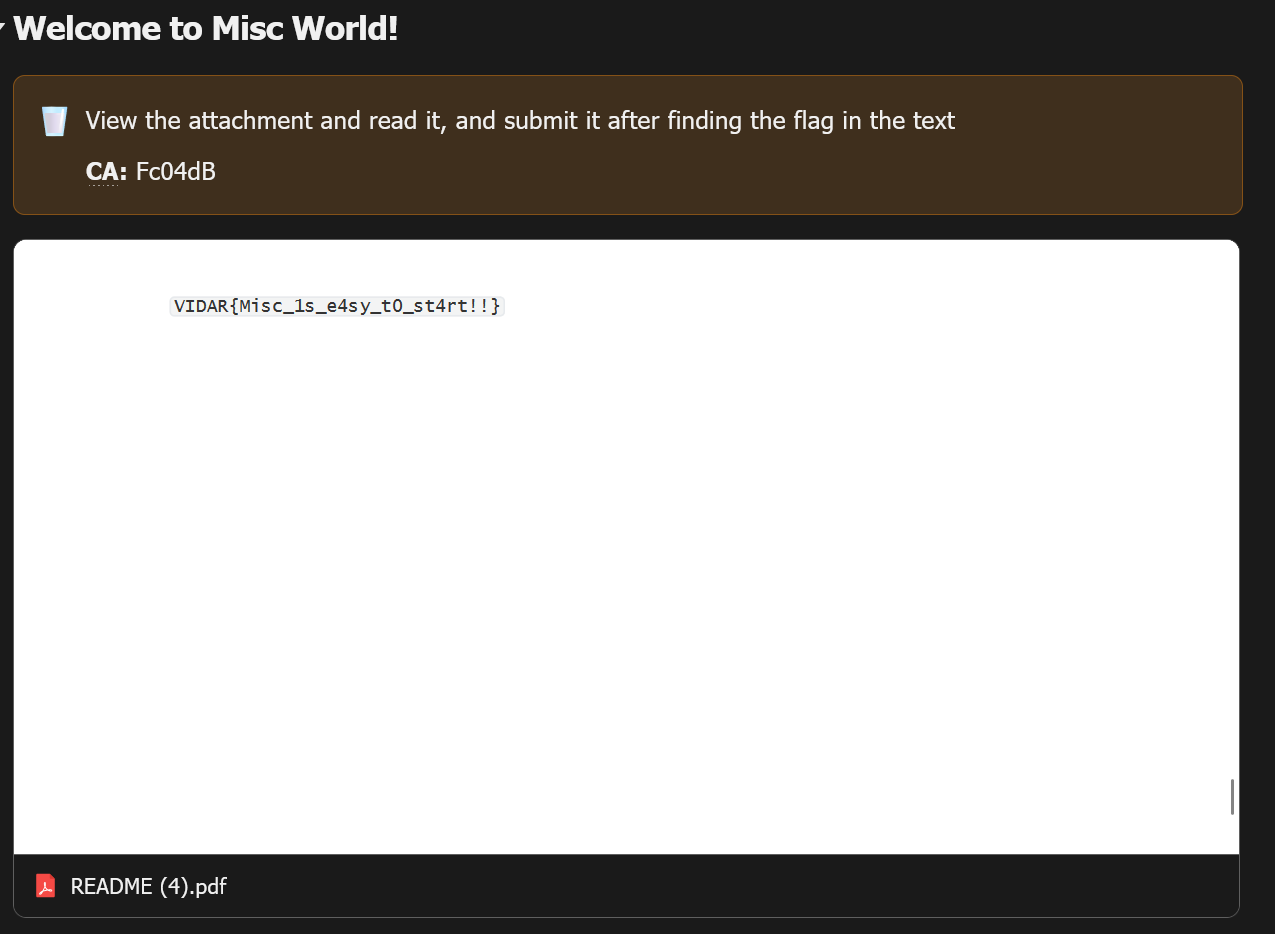 Welcome to Misc World!
View the attachment and read it, and submit it after finding the flag in the text
CA: Fc04dB
VIDAR{Misc_1s_e4sy_t0_st4rt!!}
README (4).pdf